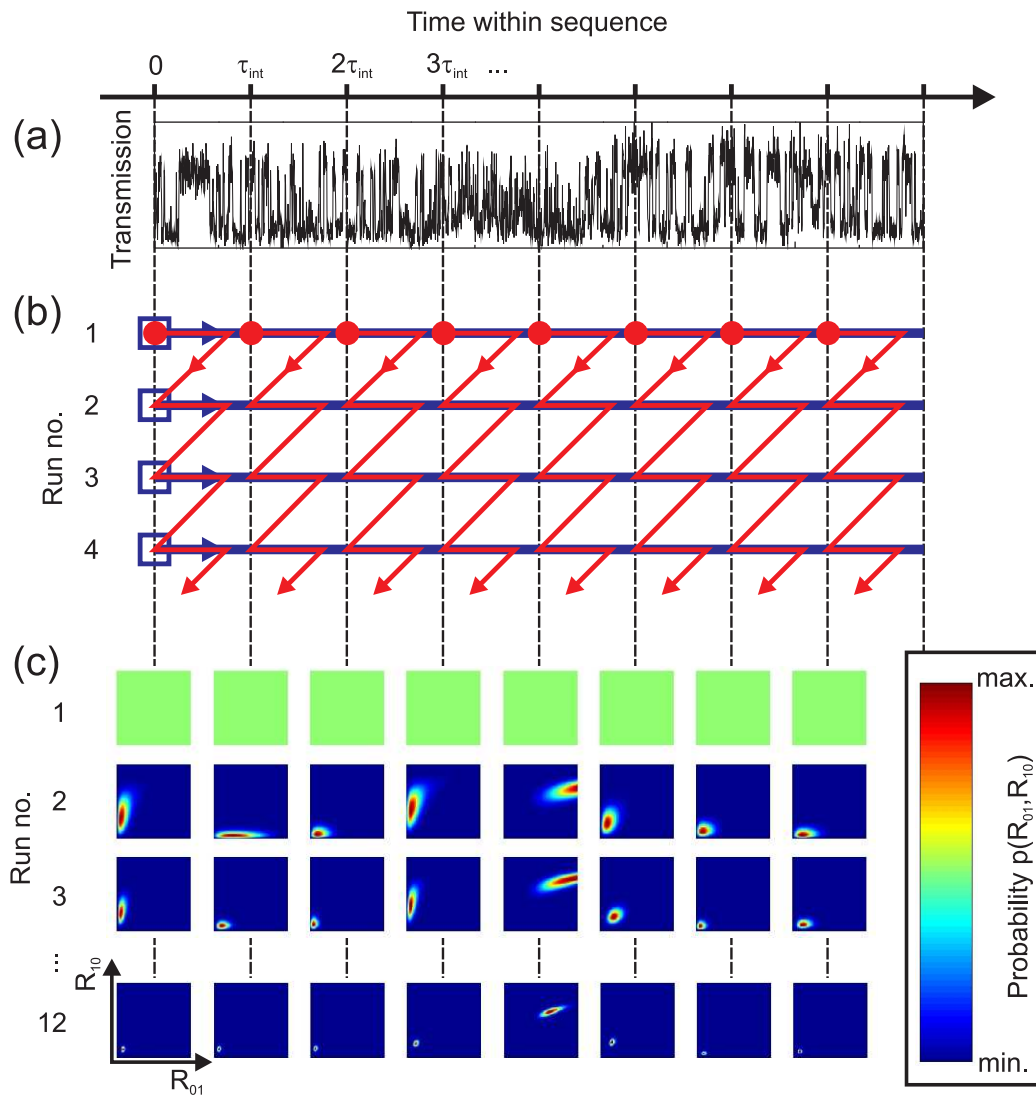 Time within sequence
0 τint 2τint 3τint ...
(a)
Transmission
(b)
Run no.
1
2
3
4
(c)
Run no.
1
2
3
...
12
R10
R01
max.
Probability p(R01, R10)
min.